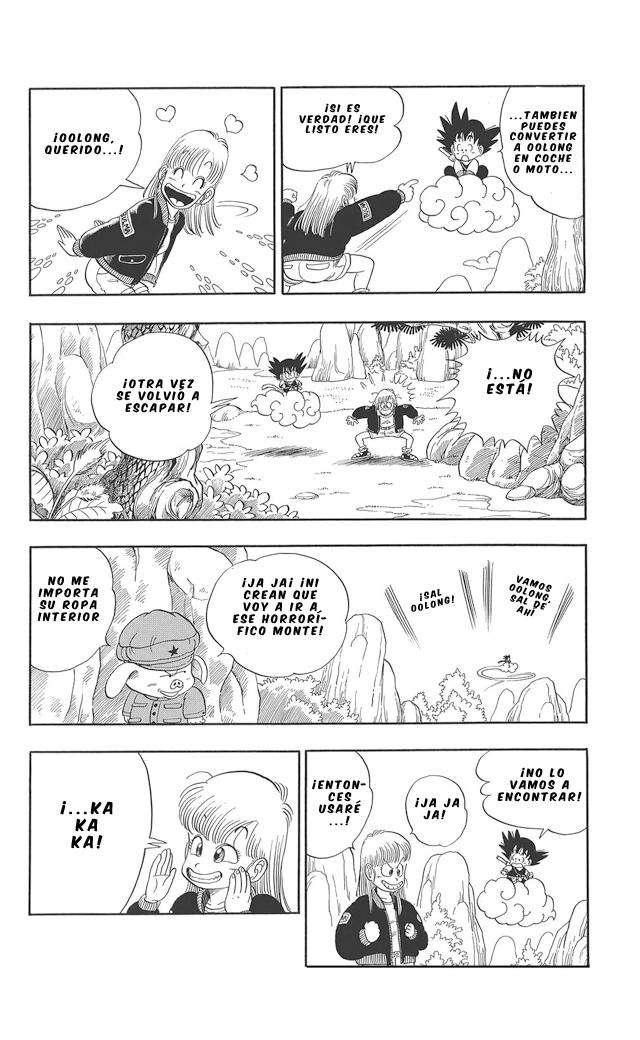 ...TAMBIEN
PUEDES
CONVERTIR
A OOLONG
EN COCHE
O MOTO...
¡SI ES
VERDAD! ¡QUE
LISTO ERES!
¡OOLONG,
QUERIDO...!
¡...NO
ESTÁ!
¡OTRA VEZ
SE VOLVIÓ A
ESCAPAR!
VAMOS
OOLONG,
SAL DE
AHÍ!
¡SAL
OOLONG!
¡JA JA! ¡NI
CREAN QUE
VOY A IR A
ESE HORRORÍ-
FICO MONTE!
NO ME
IMPORTA
SU ROPA
INTERIOR
¡NO LO
VAMOS A
ENCONTRAR!
¡JA JA
JA!
¡ENTON-
CES
USARÉ
...!
¡...KA
KA
KA!